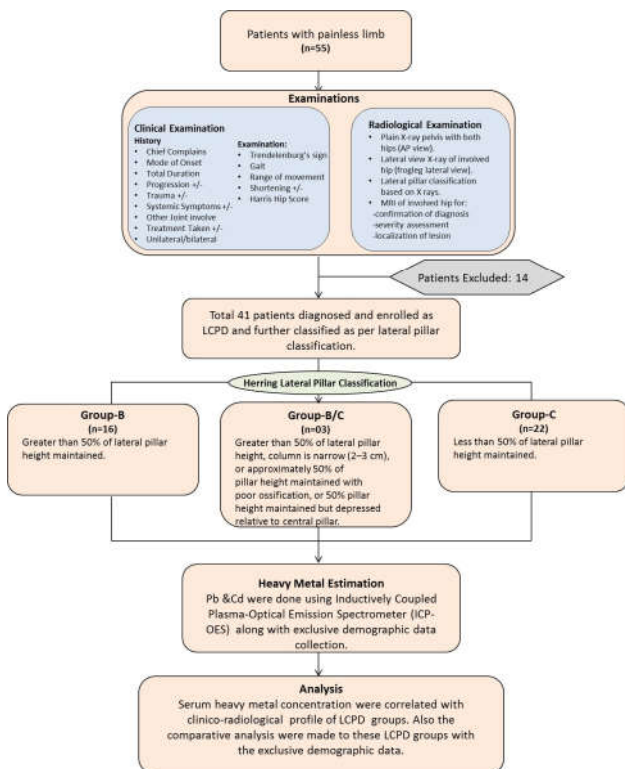 Patients with painless limb
(n=55)
Examinations
Clinical Examination
History
• Chief Complains
• Mode of Onset
• Total Duration
• Progression +/-
• Trauma +/-
• Systemic Symptoms +/-
• Other Joint involve
• Treatment Taken +/-
• Unilateral/bilateral
Examination:
• Trendelenburg's sign
• Gait
• Range of movement
• Shortening +/-
• Harris Hip Score
Radiological Examination
• Plain X-ray pelvis with both
hips (AP view).
• Lateral view X-ray of involved
hip (frogleg lateral view).
• Lateral pillar classification
based on X rays.
• MRI of involved hip for:
-confirmation of diagnosis
-severity assessment
-localization of lesion
Patients Excluded: 14
Total 41 patients diagnosed and enrolled as
LCPD and further classified as per lateral pillar
classification.
Herring Lateral Pillar Classification
Group-B
(n=16)
Greater than 50% of lateral pillar
height maintained.
Group-B/C
(n=03)
Greater than 50% of lateral pillar
height, column is narrow (2–3 cm),
or approximately 50% of
pillar height maintained with
poor ossification, or 50% pillar
height maintained but depressed
relative to central pillar.
Group-C
(n=22)
Less than 50% of lateral pillar
height maintained.
Heavy Metal Estimation
Pb &Cd were done using Inductively Coupled
Plasma-Optical Emission Spectrometer (ICP-
OES) along with exclusive demographic data
collection.
Analysis
Serum heavy metal concentration were correlated with
clinico-radiological profile of LCPD groups. Also the
comparative analysis were made to these LCPD groups with
the exclusive demographic data.